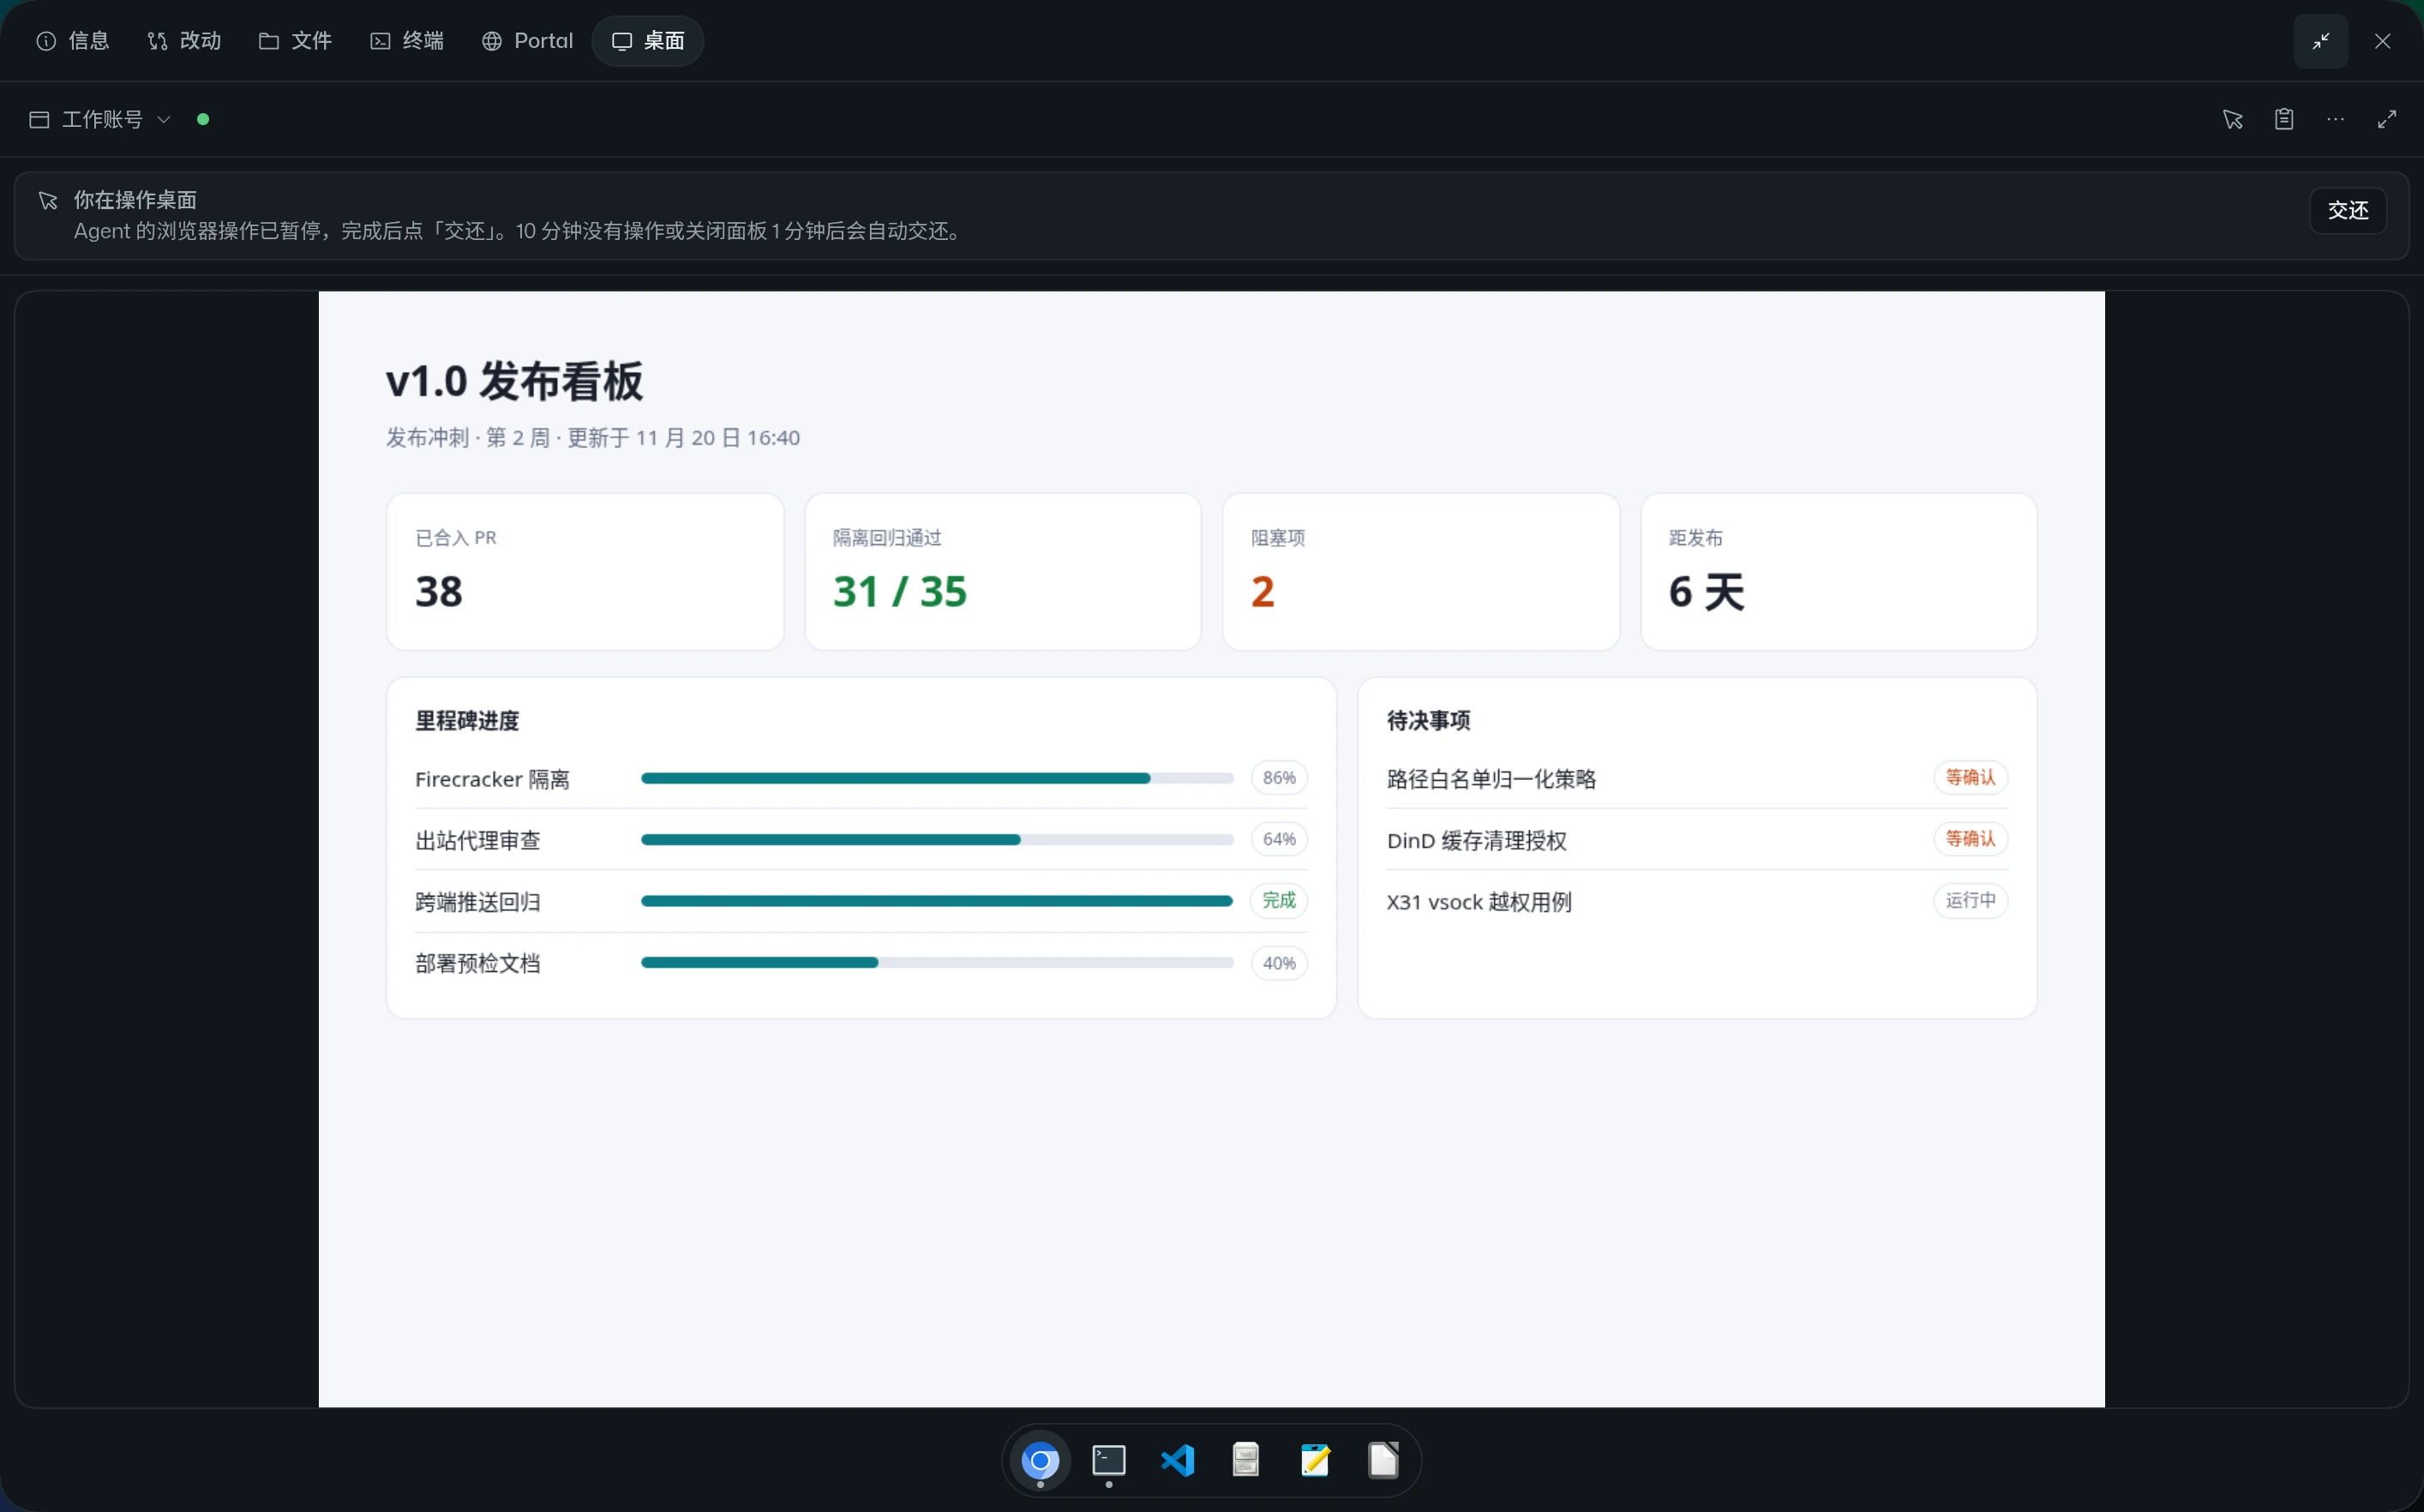 信息
改动
文件
终端
Portal
桌面
工作账号
你在操作桌面
Agent 的浏览器操作已暂停，完成后点「交还」。10 分钟没有操作或关闭面板 1 分钟后会自动交还。
交还
v1.0 发布看板
发布冲刺 · 第 2 周 · 更新于 11 月 20 日 16:40
已合入 PR
38
隔离回归通过
31 / 35
阻塞项
2
距发布
6 天
里程碑进度
Firecracker 隔离
86%
出站代理审查
64%
跨端推送回归
完成
部署预检文档
40%
待决事项
路径白名单归一化策略
等确认
DinD 缓存清理授权
等确认
X31 vsock 越权用例
运行中